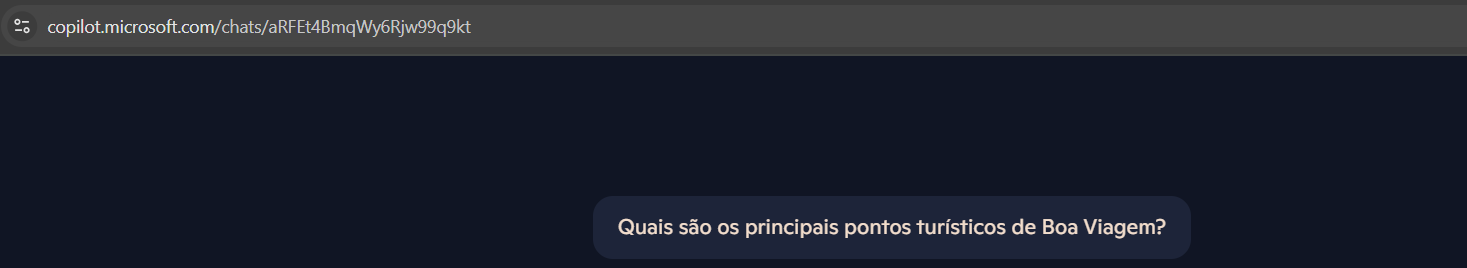 copilot.microsoft.com/chats/aRFEt4BmqWy6Rjw99q9kt
Quais são os principais pontos turísticos de Boa Viagem?